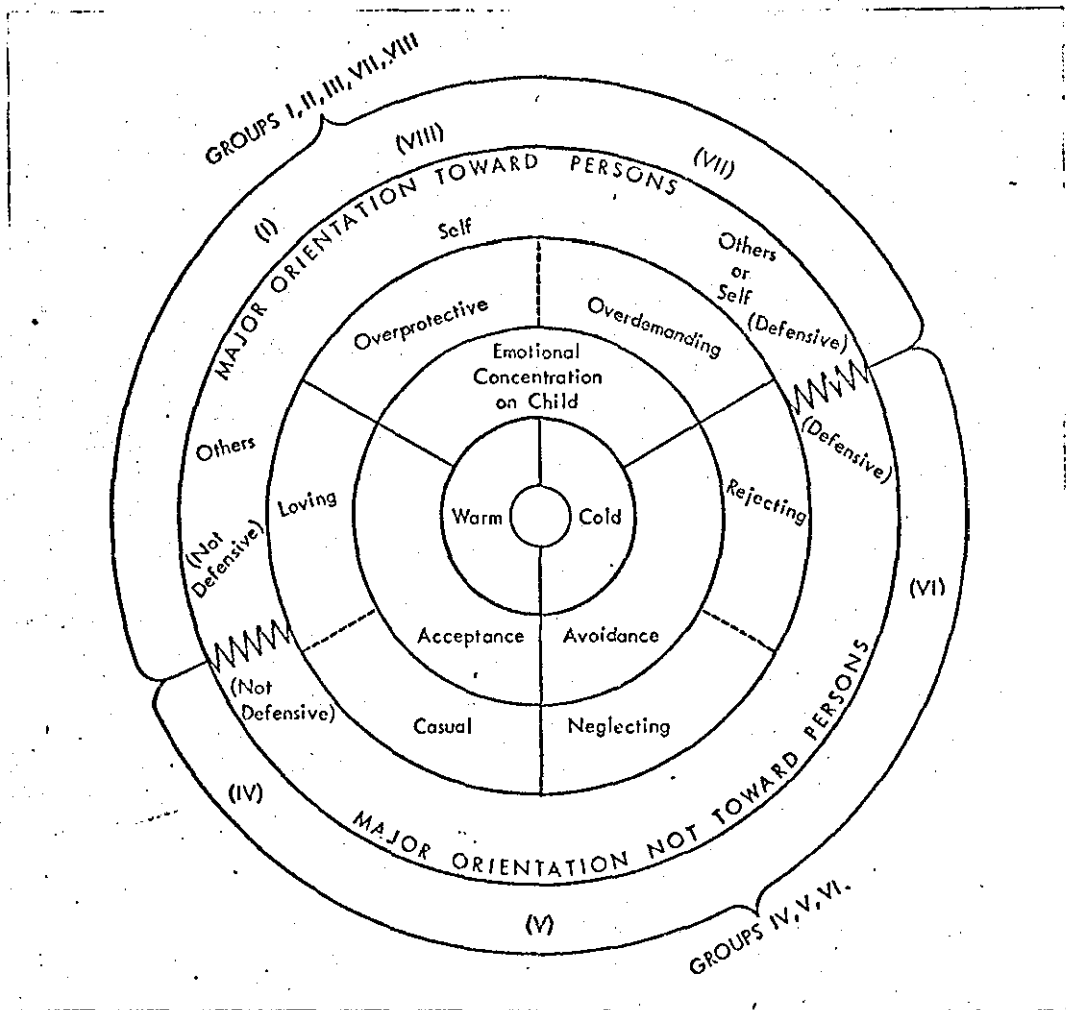 GROUPS I, II, III, VII, VIII
(VIII)
(VII)
(I)
MAJOR ORIENTATION TOWARD PERSONS
Self
Others
or
Self
(Defensive)
Overprotective
Overdemanding
Emotional
Concentration
on Child
(Defensive)
Others
Loving
Rejecting
Warm
Cold
(Not
Defensive)
(VI)
Acceptance
Avoidance
(Not
Defensive)
Casual
Neglecting
(IV)
MAJOR ORIENTATION NOT TOWARD PERSONS
(V)
GROUPS IV, V, VI.